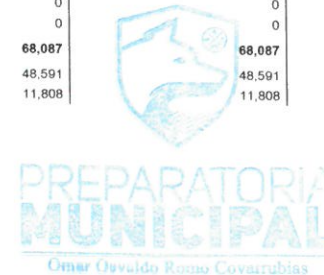 0 0
0 0
68,087 68,087
48,591 48,591
11,808 11,808
PREPARATORIA
MUNICIPAL
Omar Osvaldo Romo Covarrubias